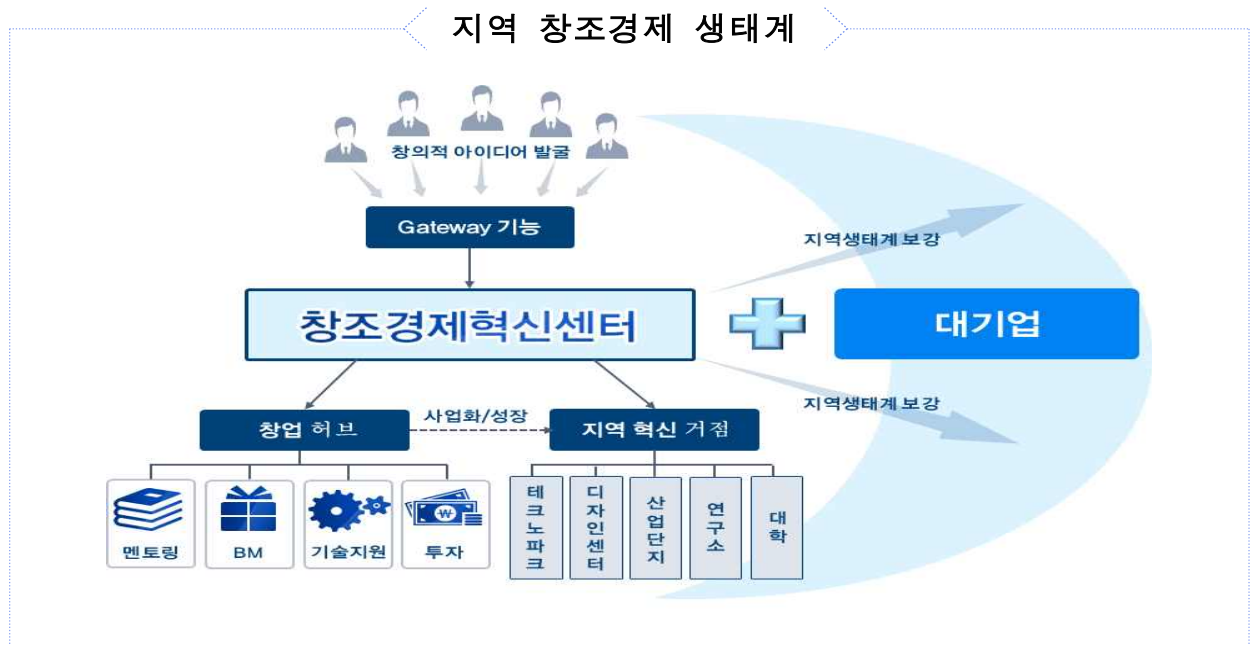 지역 창조경제 생태계
창의적 아이디어 발굴
Gateway 기능
지역생태계 보강
창조경제혁신센터
대기업
지역생태계 보강
창업 허브
사업화/성장
지역 혁신 거점
멘토링
BM
기술지원
투자
테크노파크
디자인센터
산업단지
연구소
대학